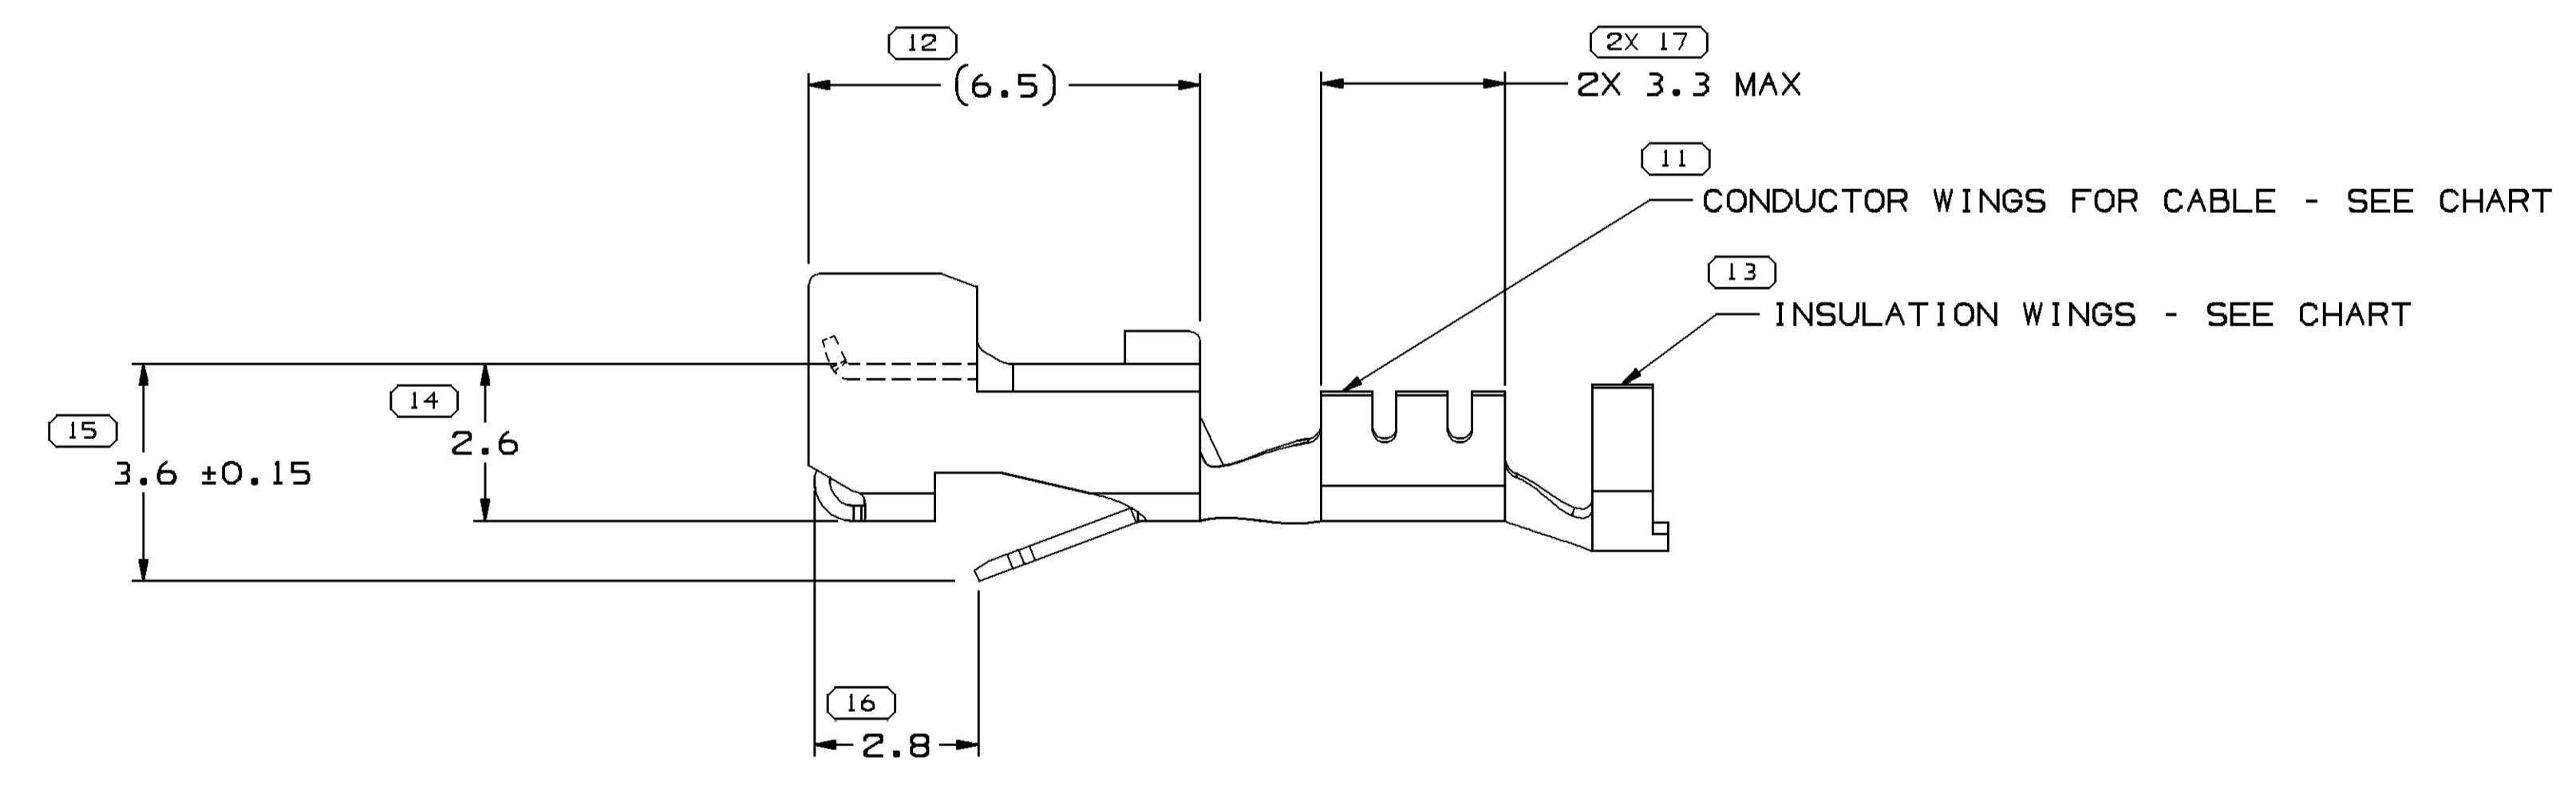 12
(6.5)
2X 17
2X 3.3 MAX
11
CONDUCTOR WINGS FOR CABLE - SEE CHART
13
INSULATION WINGS - SEE CHART
14
2.6
15
3.6 ±0.15
16
2.8